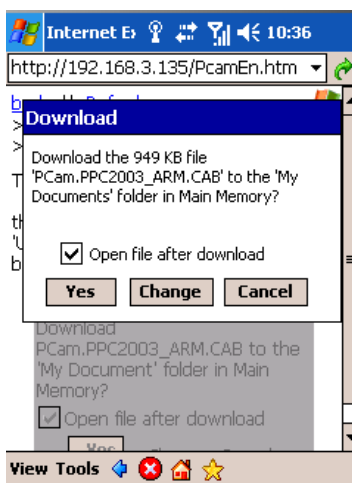 Internet E 10:36
http://192.168.3.135/PcamEn.htm
Download
Download the 949 KB file
'PCam.PPC2003_ARM.CAB' to the 'My
Documents' folder in Main Memory?
Open file after download
Yes Change Cancel
Download
PCam.PPC2003_ARM.CAB to the
'My Document' folder in Main
Memory?
Open file after download
Yes
View Tools